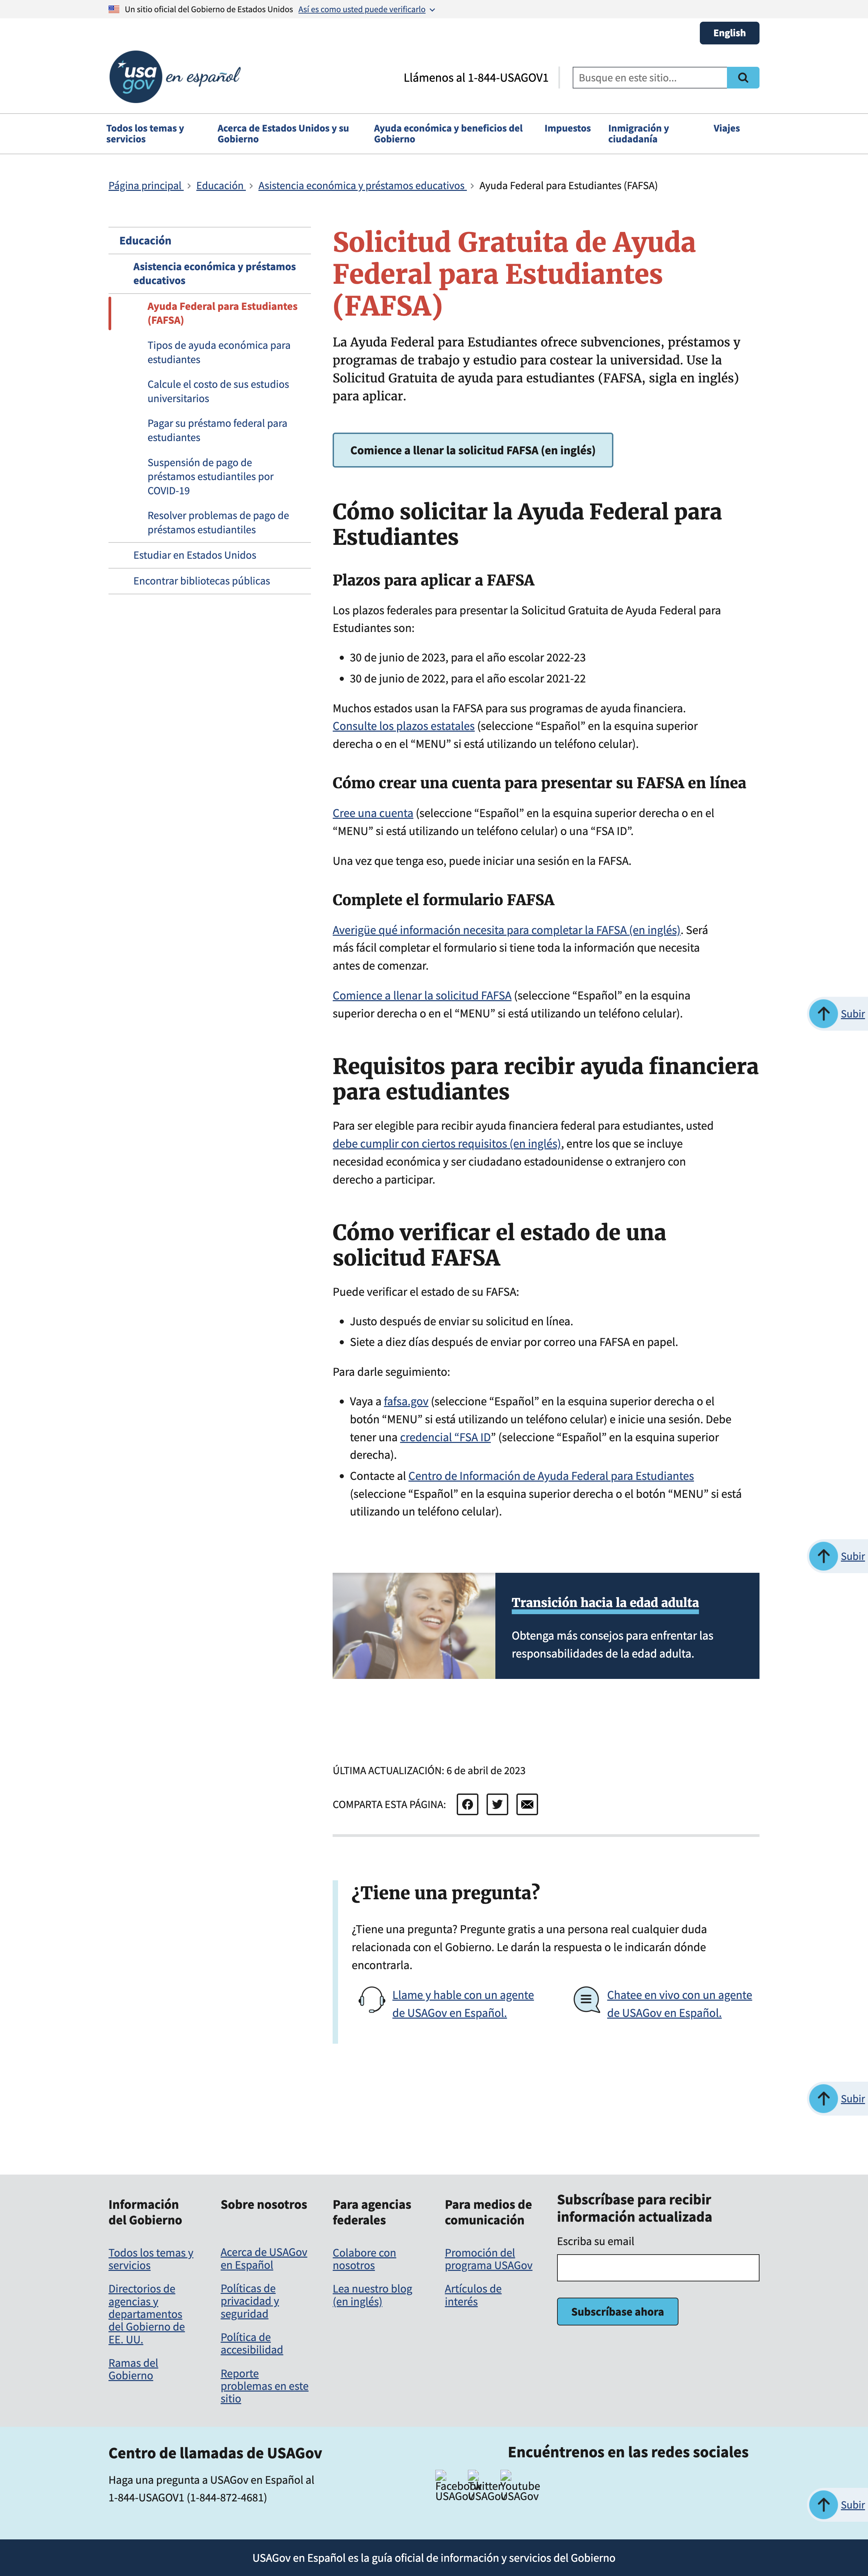 Un sitio oficial del Gobierno de Estados Unidos Así es como usted puede verificarlo
English
usa
gov
en español
Llámenos al 1-844-USAGOV1
Busque en este sitio...
Todos los temas y
servicios
Acerca de Estados Unidos y su
Gobierno
Ayuda económica y beneficios del
Gobierno
Impuestos
Inmigración y
ciudadanía
Viajes
Página principal > Educación > Asistencia económica y préstamos educativos > Ayuda Federal para Estudiantes (FAFSA)
Educación
Asistencia económica y préstamos
educativos
Ayuda Federal para Estudiantes
(FAFSA)
Tipos de ayuda económica para
estudiantes
Calcule el costo de sus estudios
universitarios
Pagar su préstamo federal para
estudiantes
Suspensión de pago de
préstamos estudiantiles por
COVID-19
Resolver problemas de pago de
préstamos estudiantiles
Estudiar en Estados Unidos
Encontrar bibliotecas públicas
Solicitud Gratuita de Ayuda
Federal para Estudiantes
(FAFSA)
La Ayuda Federal para Estudiantes ofrece subvenciones, préstamos y
programas de trabajo y estudio para costear la universidad. Use la
Solicitud Gratuita de ayuda para estudiantes (FAFSA, sigla en inglés)
para aplicar.
Comience a llenar la solicitud FAFSA (en inglés)
Cómo solicitar la Ayuda Federal para
Estudiantes
Plazos para aplicar a FAFSA
Los plazos federales para presentar la Solicitud Gratuita de Ayuda Federal para
Estudiantes son:
• 30 de junio de 2023, para el año escolar 2022-23
• 30 de junio de 2022, para el año escolar 2021-22
Muchos estados usan la FAFSA para sus programas de ayuda financiera.
Consulte los plazos estatales (seleccione “Español” en la esquina superior
derecha o en el “MENU” si está utilizando un teléfono celular).
Cómo crear una cuenta para presentar su FAFSA en línea
Cree una cuenta (seleccione “Español” en la esquina superior derecha o en el
“MENU” si está utilizando un teléfono celular) o una “FSA ID”.
Una vez que tenga eso, puede iniciar una sesión en la FAFSA.
Complete el formulario FAFSA
Averigüe qué información necesita para completar la FAFSA (en inglés). Será
más fácil completar el formulario si tiene toda la información que necesita
antes de comenzar.
Comience a llenar la solicitud FAFSA (seleccione “Español” en la esquina
superior derecha o en el “MENU” si está utilizando un teléfono celular).
Subir
Requisitos para recibir ayuda financiera
para estudiantes
Para ser elegible para recibir ayuda financiera federal para estudiantes, usted
debe cumplir con ciertos requisitos (en inglés), entre los que se incluye
necesidad económica y ser ciudadano estadounidense o extranjero con
derecho a participar.
Cómo verificar el estado de una
solicitud FAFSA
Puede verificar el estado de su FAFSA:
• Justo después de enviar su solicitud en línea.
• Siete a diez días después de enviar por correo una FAFSA en papel.
Para darle seguimiento:
• Vaya a fafsa.gov (seleccione “Español” en la esquina superior derecha o el
botón “MENU” si está utilizando un teléfono celular) e inicie una sesión. Debe
tener una credencial “FSA ID” (seleccione “Español” en la esquina superior
derecha).
• Contacte al Centro de Información de Ayuda Federal para Estudiantes
(seleccione “Español” en la esquina superior derecha o el botón “MENU” si está
utilizando un teléfono celular).
Subir
Transición hacia la edad adulta
Obtenga más consejos para enfrentar las
responsabilidades de la edad adulta.
ÚLTIMA ACTUALIZACIÓN: 6 de abril de 2023
COMPARTA ESTA PÁGINA:
¿Tiene una pregunta?
¿Tiene una pregunta? Pregunte gratis a una persona real cualquier duda
relacionada con el Gobierno. Le darán la respuesta o le indicarán dónde
encontrarla.
Llame y hable con un agente
de USAGov en Español.
Chatee en vivo con un agente
de USAGov en Español.
Subir
Información
del Gobierno
Todos los temas y
servicios
Directorios de
agencias y
departamentos
del Gobierno de
EE. UU.
Ramas del
Gobierno
Sobre nosotros
Acerca de USAGov
en Español
Políticas de
privacidad y
seguridad
Política de
accesibilidad
Reporte
problemas en este
sitio
Para agencias
federales
Colabore con
nosotros
Lea nuestro blog
(en inglés)
Para medios de
comunicación
Promoción del
programa USAGov
Artículos de
interés
Subscríbase para recibir
información actualizada
Escriba su email
Subscríbase ahora
Centro de llamadas de USAGov
Haga una pregunta a USAGov en Español al
1-844-USAGOV1 (1-844-872-4681)
Encuéntrenos en las redes sociales
Facebook
USAGov
Twitter
USAGov
Youtube
USAGov
Subir
USAGov en Español es la guía oficial de información y servicios del Gobierno